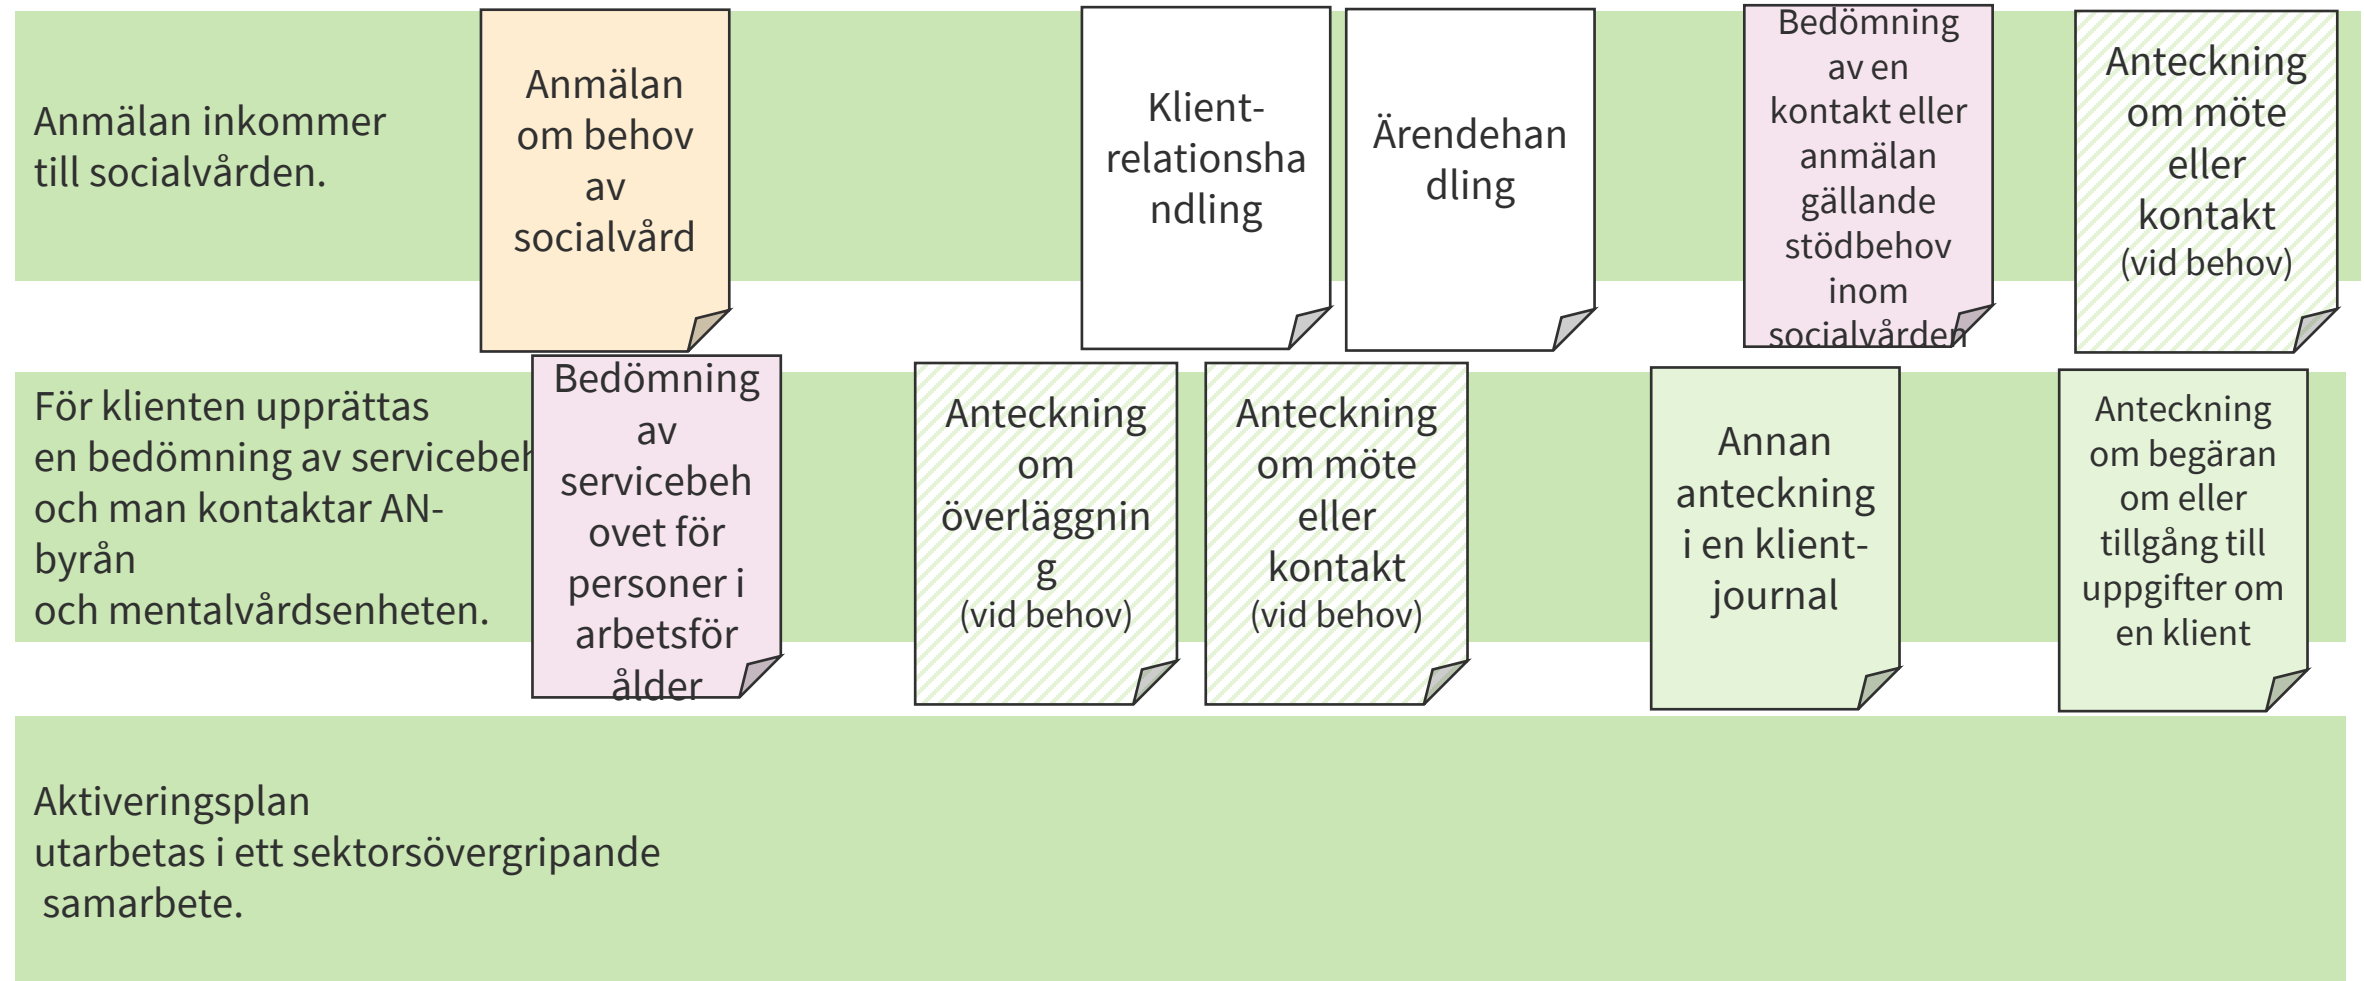 Anmälan inkommer
till socialvården.
Anmälan
om behov
av
socialvård
Klient-
relationsha
ndling
Ärendehan
dling
Bedömning
av en
kontakt eller
anmälan
gällande
stödbehov
inom
socialvården
Anteckning
om möte
eller
kontakt
(vid behov)
För klienten upprättas
en bedömning av servicebeh
och man kontaktar AN-
byrån
och mentalvårdsenheten.
Bedömning
av
servicebeh
ovet för
personer i
arbetsför
ålder
Anteckning
om
överläggnin
g
(vid behov)
Anteckning
om möte
eller
kontakt
(vid behov)
Annan
anteckning
i en klient-
journal
Anteckning
om begäran
om eller
tillgång till
uppgifter om
en klient
Aktiveringsplan
utarbetas i ett sektorsövergripande
samarbete.